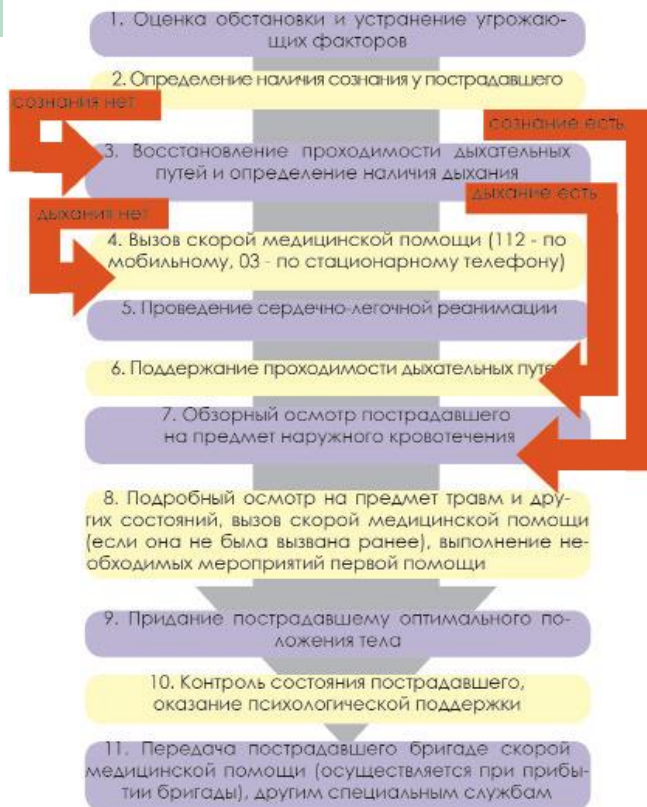 1. Оценка обстановки и устранение угрожаю-
щих факторов
2. Определение наличия сознания у пострадавшего
сознания нет
сознание есть
3. Восстановление проходимости дыхательных
путей и определение наличия дыхания
дыхание есть
дыхания нет
4. Вызов скорой медицинской помощи (112 - по
мобильному, 03 - по стационарному телефону)
5. Проведение сердечно-легочной реанимации
6. Поддержание проходимости дыхательных путе
7. Обзорный осмотр пострадавшего
на предмет наружного кровотечения
8. Подробный осмотр на предмет травм и дру-
гих состояний, вызов скорой медицинской помощи
(если она не была вызвана ранее), выполнение не-
обходимых мероприятий первой помощи
9. Придание пострадавшему оптимального по-
ложения тела
10. Контроль состояния пострадавшего,
оказание психологической поддержки
11. Передача пострадавшего бригаде скорой
медицинской помощи (осуществляется при прибы-
тии бригады), другим специальным службам